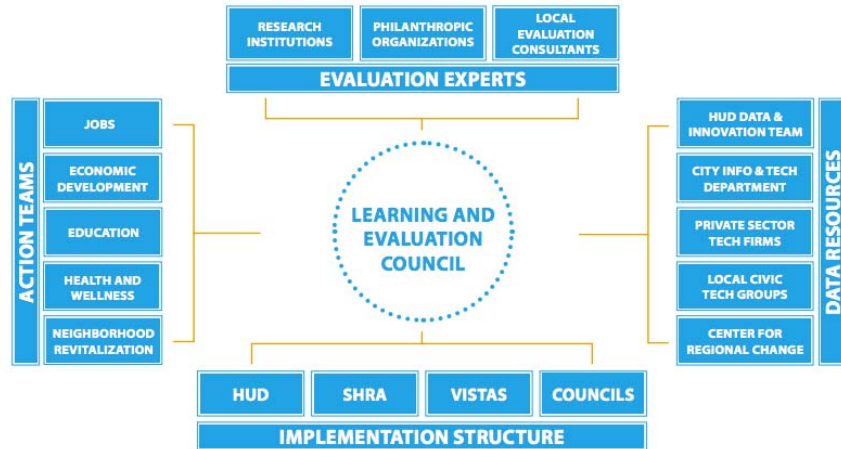 RESEARCH
INSTITUTIONS
PHILANTHROPIC
ORGANIZATIONS
LOCAL
EVALUATION
CONSULTANTS
EVALUATION EXPERTS
ACTION TEAMS
JOBS
ECONOMIC
DEVELOPMENT
EDUCATION
HEALTH AND
WELLNESS
NEIGHBORHOOD
REVITALIZATION
LEARNING AND
EVALUATION
COUNCIL
HUD DATA &
INNOVATION TEAM
CITY INFO & TECH
DEPARTMENT
PRIVATE SECTOR
TECH FIRMS
LOCAL CIVIC
TECH GROUPS
CENTER FOR
REGIONAL CHANGE
DATA RESOURCES
HUD
SHRA
VISTAS
COUNCILS
IMPLEMENTATION STRUCTURE